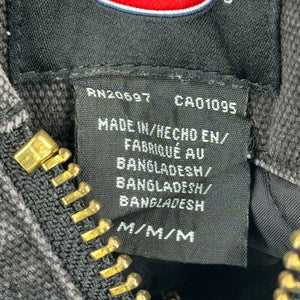 RN20697 CA01095
MADE IN/HECHO EN/
FABRIQUÉ AU
BANGLADESH/
BANGLADESH/
BANGLADESH
M/M/M